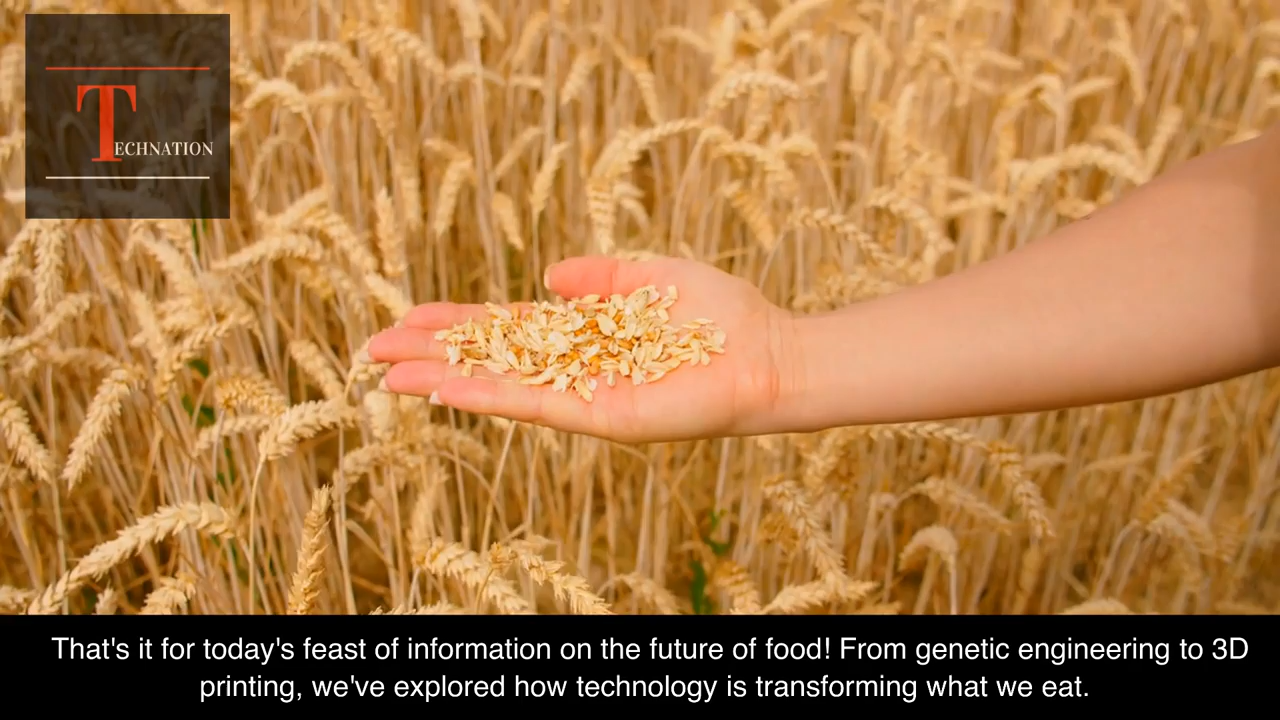 TECHNATION
That's it for today's feast of information on the future of food! From genetic engineering to 3D
printing, we've explored how technology is transforming what we eat.